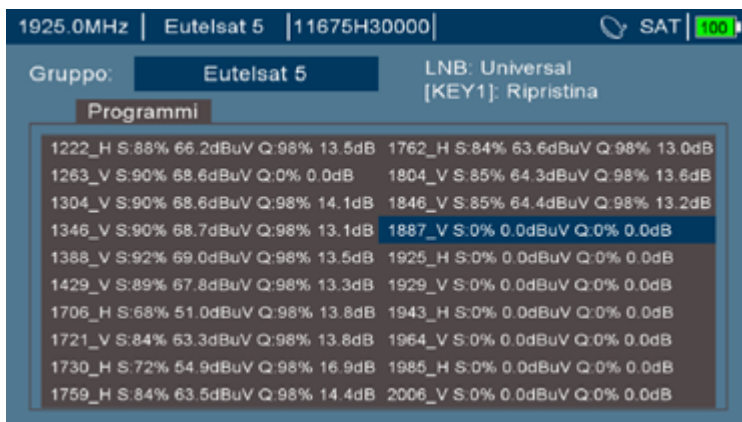 1925.0MHz | Eutelsat 5 |11675H30000| SAT 100
Gruppo: Eutelsat 5
LNB: Universal
[KEY1]: Ripristina
Programmi
1222_H S:88% 66.2dBuV Q:98% 13.5dB
1263_V S:90% 68.6dBuV Q:0% 0.0dB
1304_V S:90% 68.6dBuV Q:98% 14.1dB
1346_V S:90% 68.7dBuV Q:98% 13.1dB
1388_V S:92% 69.0dBuV Q:98% 13.5dB
1429_V S:89% 67.8dBuV Q:98% 13.3dB
1706_H S:68% 51.0dBuV Q:98% 13.8dB
1721_V S:84% 63.3dBuV Q:98% 13.8dB
1730_H S:72% 54.9dBuV Q:98% 16.9dB
1759_H S:84% 63.5dBuV Q:98% 14.4dB
1762_H S:84% 63.6dBuV Q:98% 13.0dB
1804_V S:85% 64.3dBuV Q:98% 13.6dB
1846_V S:85% 64.4dBuV Q:98% 13.2dB
1887_V S:0% 0.0dBuV Q:0% 0.0dB
1925_H S:0% 0.0dBuV Q:0% 0.0dB
1929_V S:0% 0.0dBuV Q:0% 0.0dB
1943_H S:0% 0.0dBuV Q:0% 0.0dB
1964_V S:0% 0.0dBuV Q:0% 0.0dB
1985_H S:0% 0.0dBuV Q:0% 0.0dB
2006_V S:0% 0.0dBuV Q:0% 0.0dB